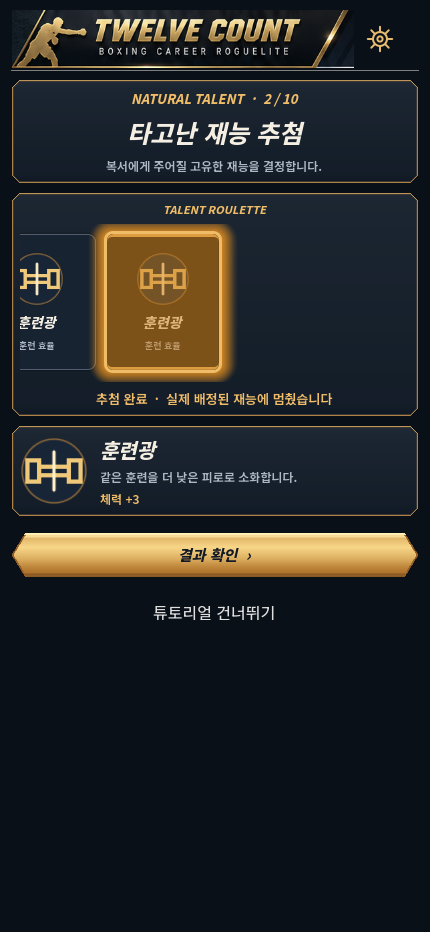 TWELVE COUNT
BOXING CAREER ROGUELITE
NATURAL TALENT · 2 / 10
타고난 재능 추첨
복서에게 주어질 고유한 재능을 결정합니다.
TALENT ROULETTE
훈련광
훈련 효율
훈련광
훈련 효율
추첨 완료 · 실제 배정된 재능에 멈췄습니다
훈련광
같은 훈련을 더 낮은 피로로 소화합니다.
체력 +3
결과 확인 ›
튜토리얼 건너뛰기